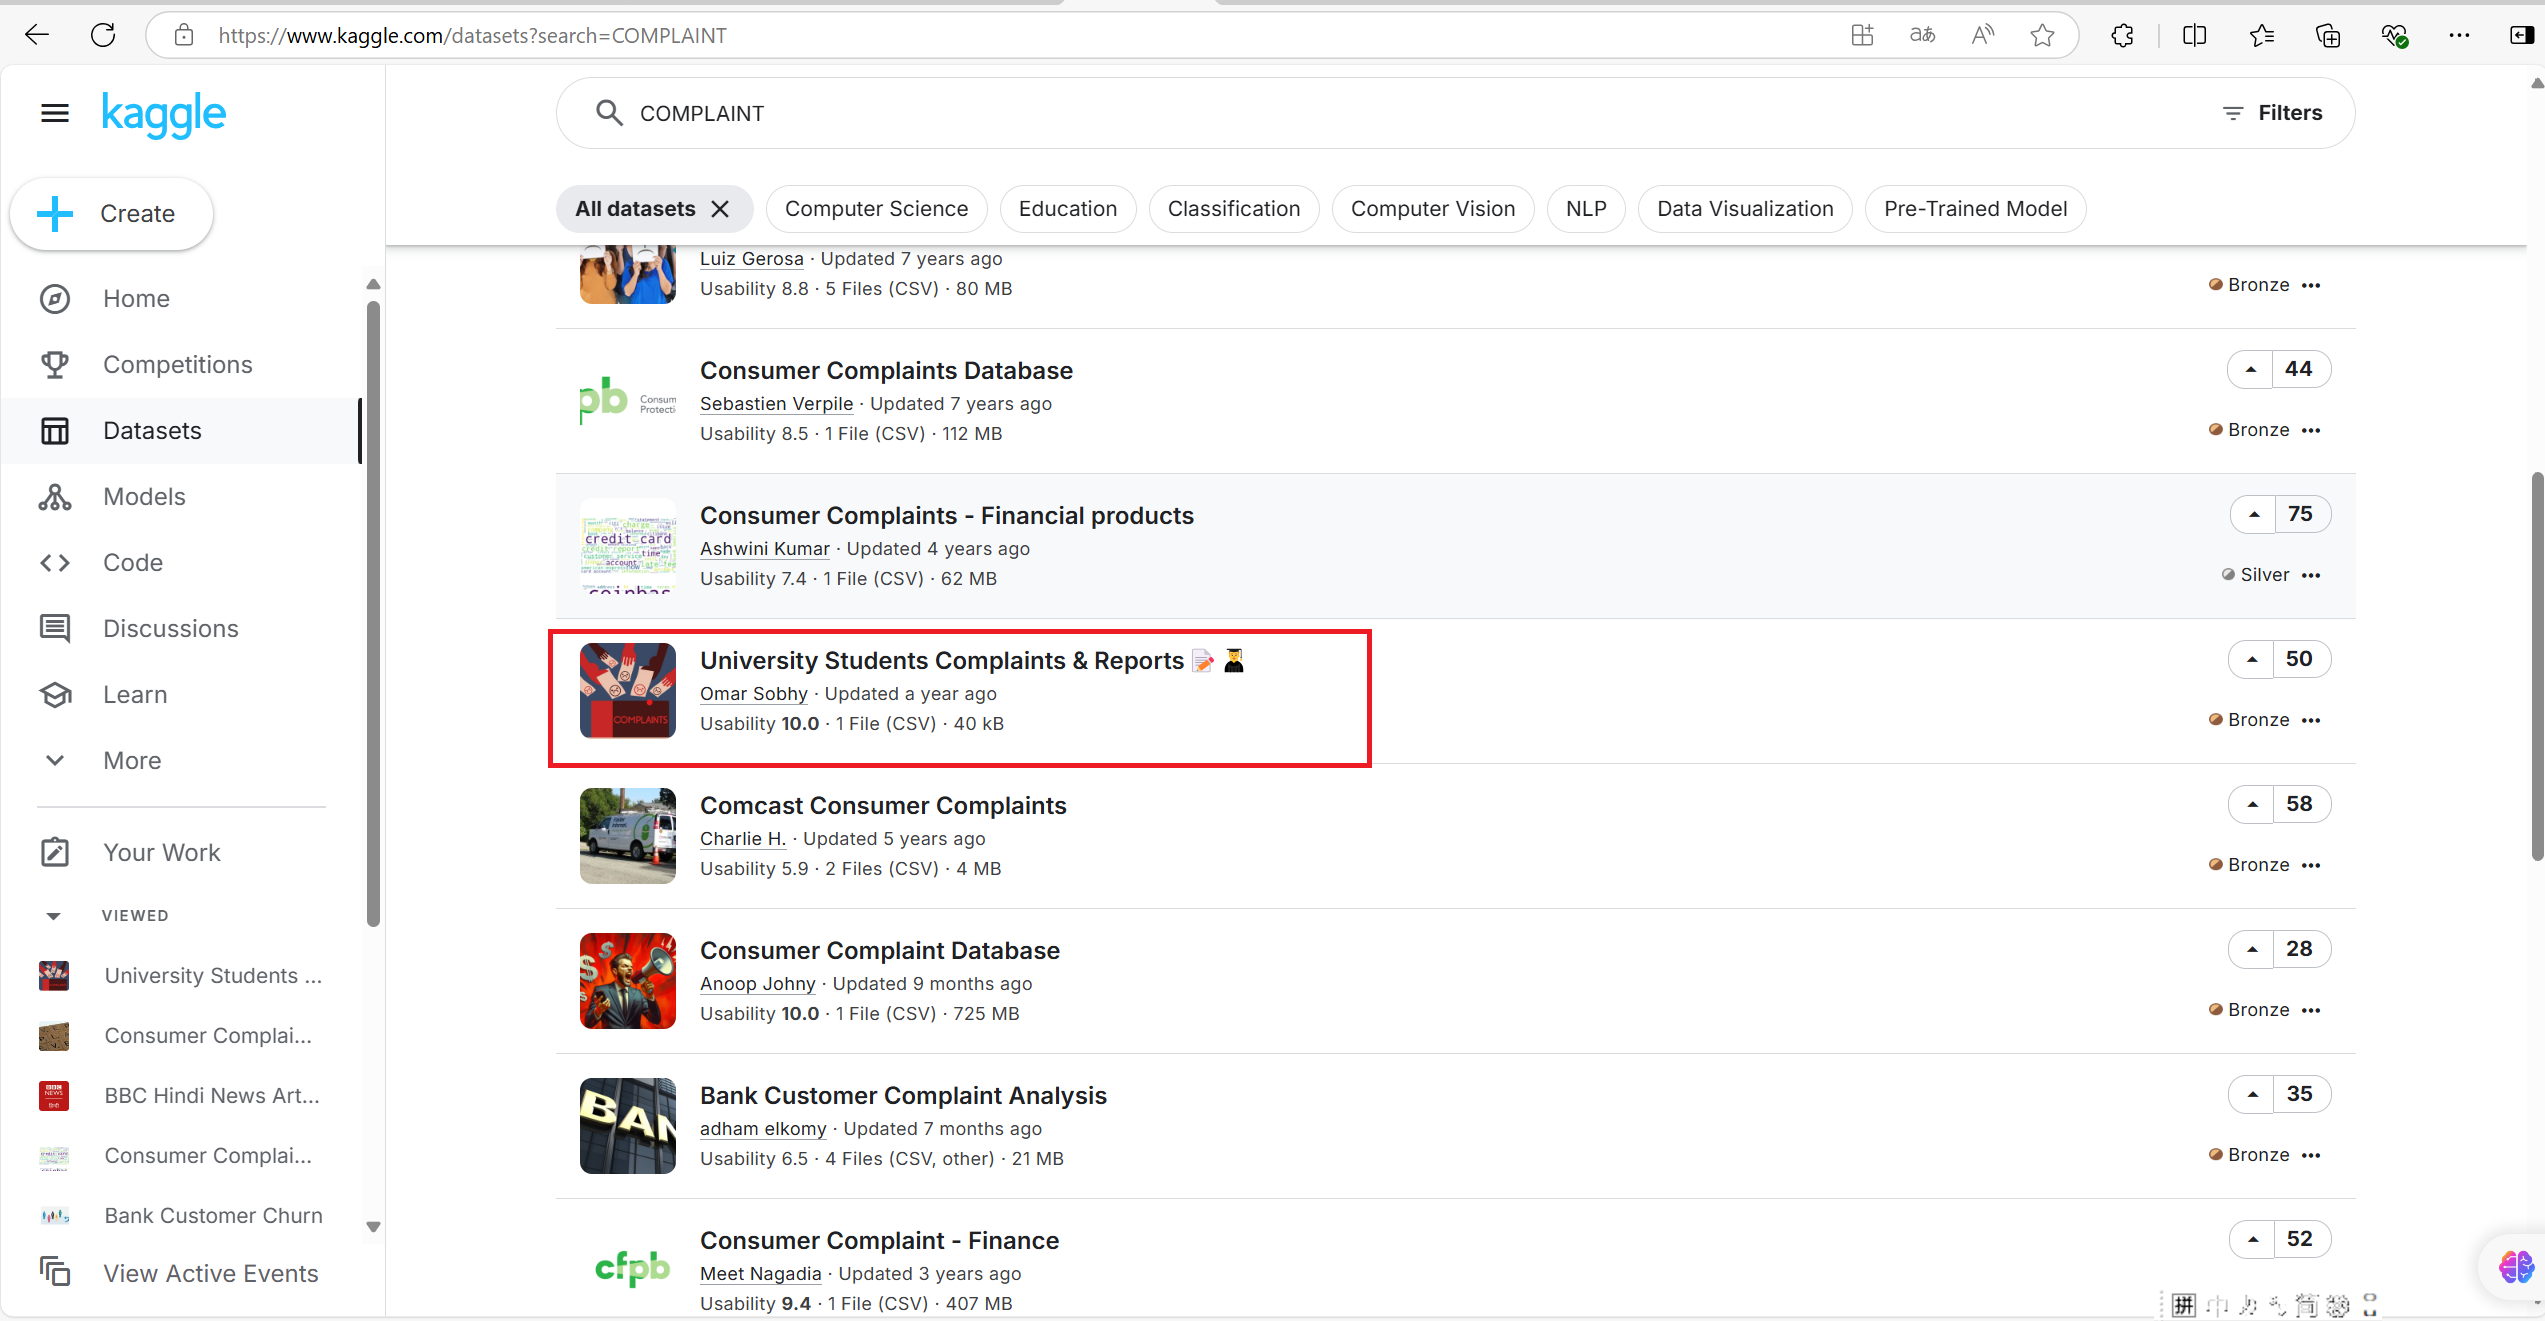 https://www.kaggle.com/datasets?search=COMPLAINT
kaggle
COMPLAINT
Filters
Create
All datasets
Computer Science
Education
Classification
Computer Vision
NLP
Data Visualization
Pre-Trained Model
Home
Competitions
Datasets
Models
Code
Discussions
Learn
More
Your Work
VIEWED
University Students ...
Consumer Complai...
BBC Hindi News Art...
Consumer Complai...
Bank Customer Churn
View Active Events
Luiz Gerosa · Updated 7 years ago
Usability 8.8 · 5 Files (CSV) · 80 MB
Bronze
Consumer Complaints Database
Sebastien Verpile · Updated 7 years ago
Usability 8.5 · 1 File (CSV) · 112 MB
44
Bronze
Consumer Complaints - Financial products
Ashwini Kumar · Updated 4 years ago
Usability 7.4 · 1 File (CSV) · 62 MB
75
Silver
credit card
time
account
University Students Complaints & Reports
Omar Sobhy · Updated a year ago
Usability 10.0 · 1 File (CSV) · 40 kB
50
Bronze
COMPLAINTS
Comcast Consumer Complaints
Charlie H. · Updated 5 years ago
Usability 5.9 · 2 Files (CSV) · 4 MB
58
Bronze
Consumer Complaint Database
Anoop Johny · Updated 9 months ago
Usability 10.0 · 1 File (CSV) · 725 MB
28
Bronze
Bank Customer Complaint Analysis
adham elkomy · Updated 7 months ago
Usability 6.5 · 4 Files (CSV, other) · 21 MB
35
Bronze
BAN
Consumer Complaint - Finance
Meet Nagadia · Updated 3 years ago
Usability 9.4 · 1 File (CSV) · 407 MB
52
cfpb
拼 中 简